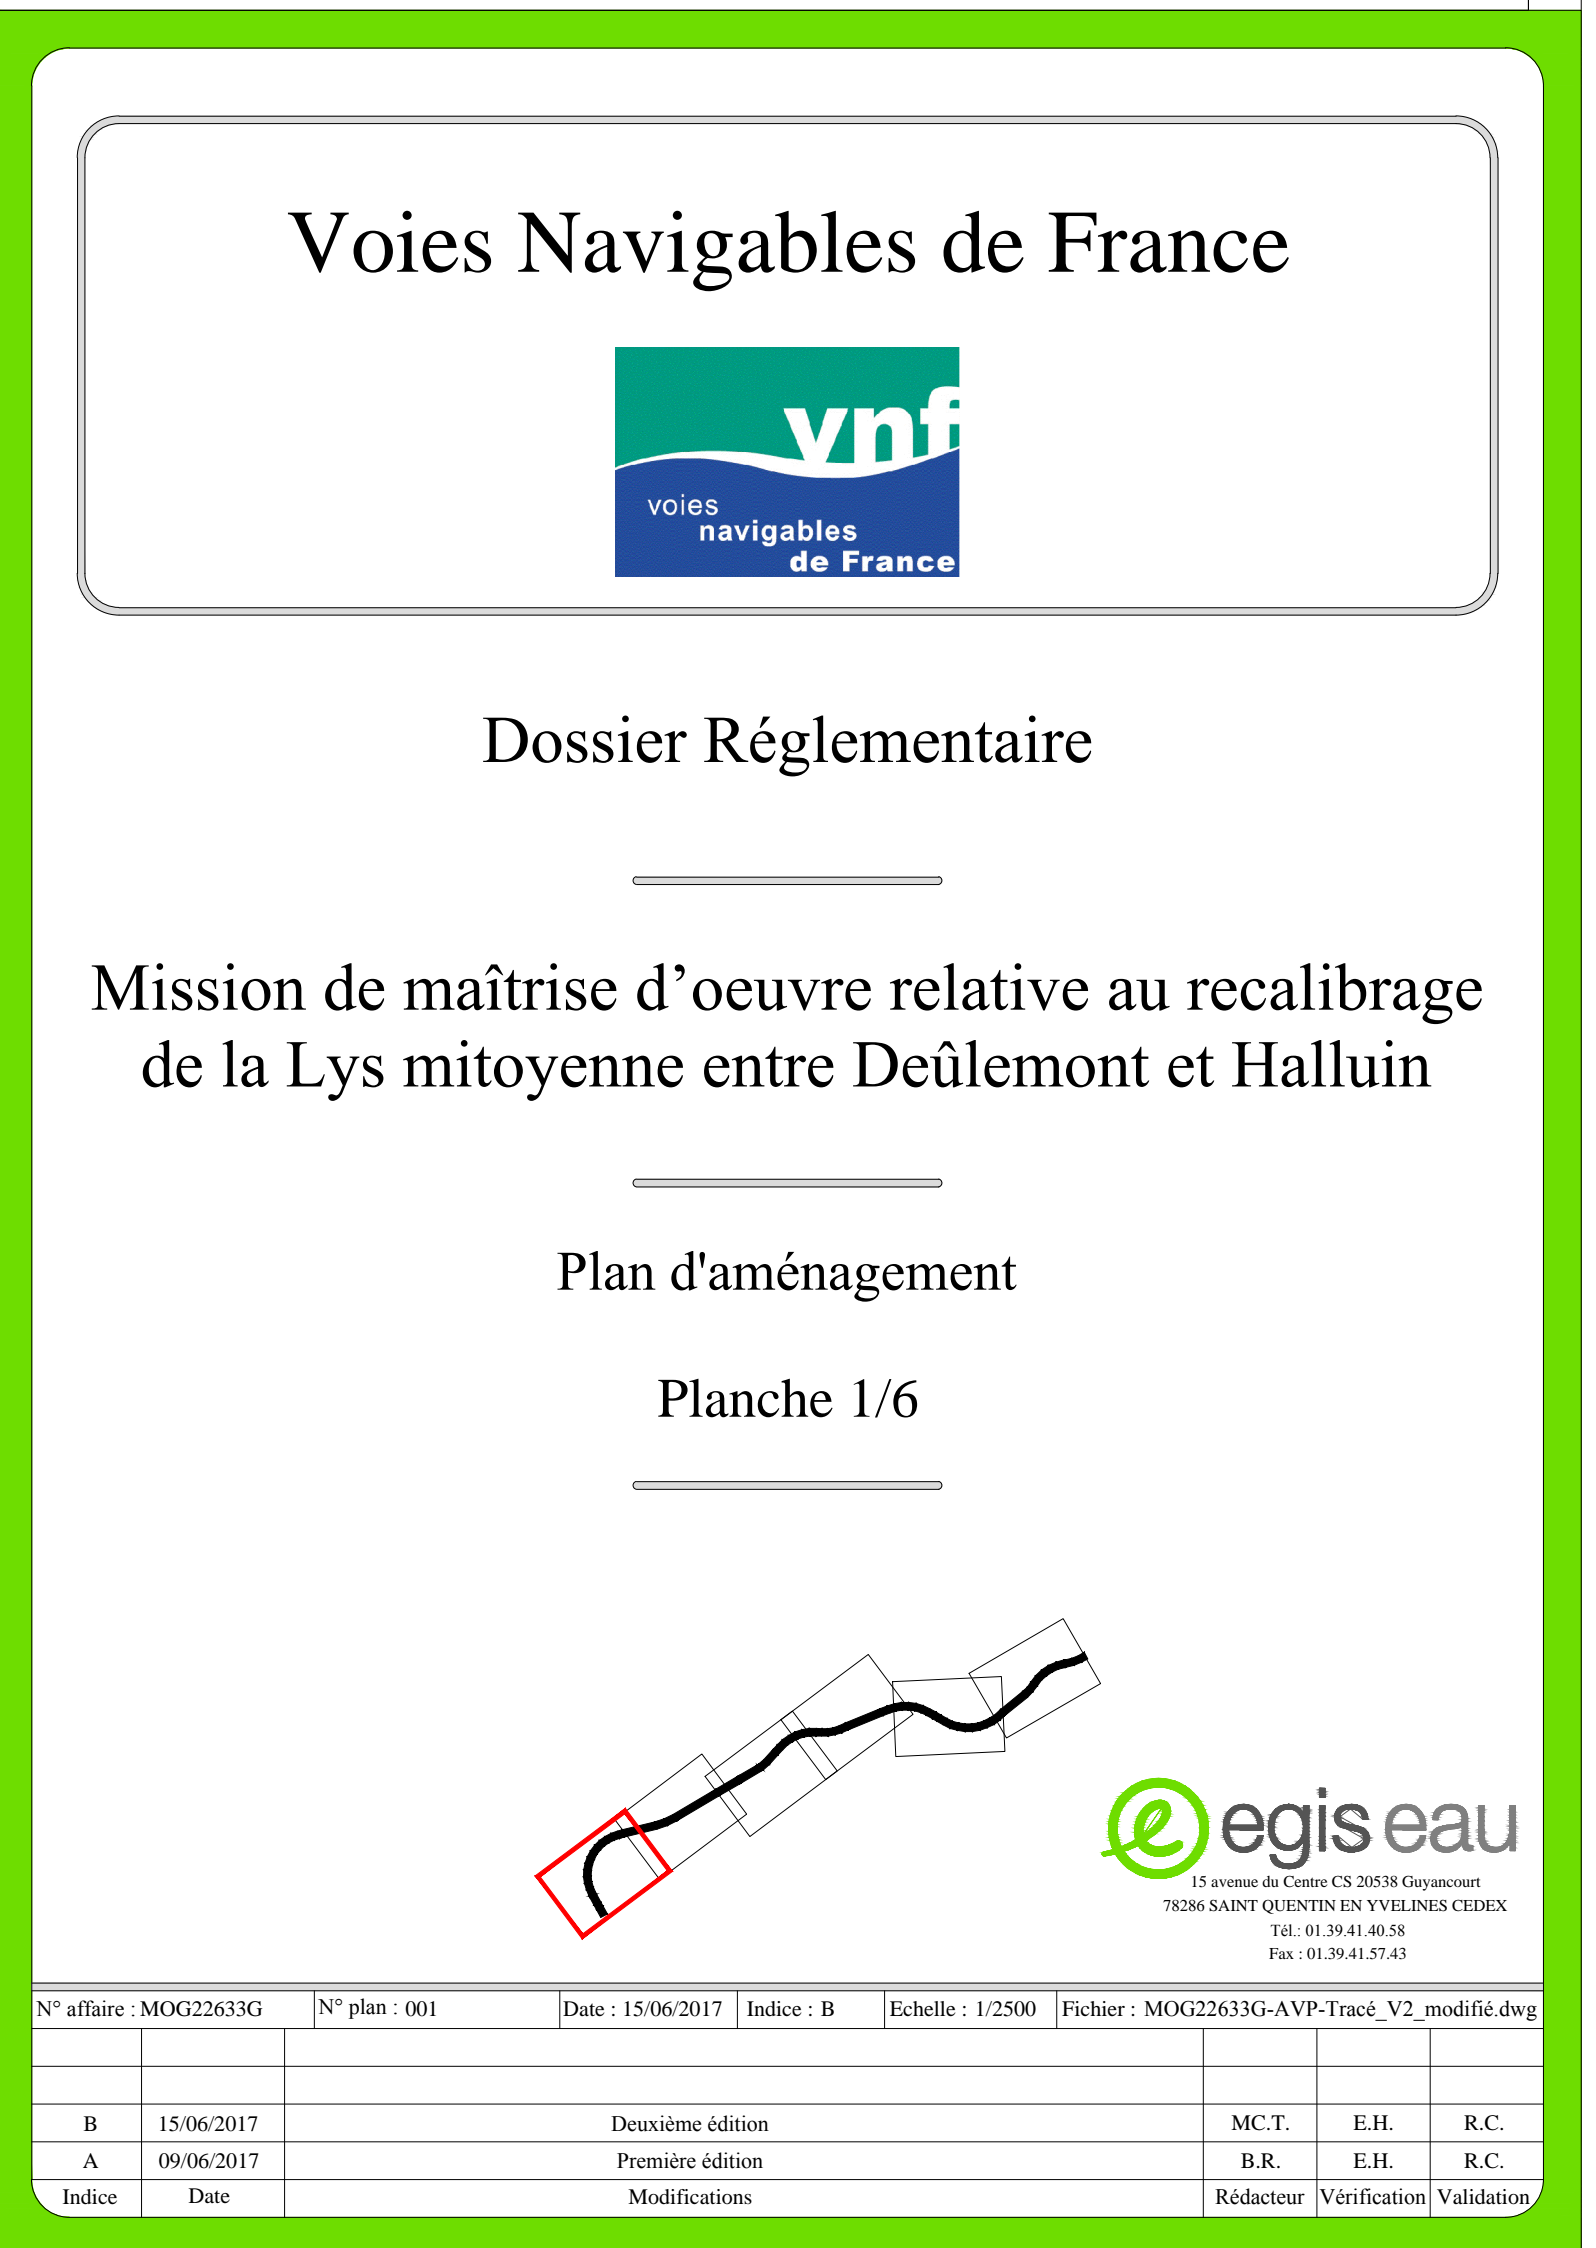 Voies Navigables de France
vnf
voies
navigables
de France
Dossier Réglementaire
Mission de maîtrise d’oeuvre relative au recalibrage
de la Lys mitoyenne entre Deûlemont et Halluin
Plan d'aménagement
Planche 1/6
egis eau
15 avenue du Centre CS 20538 Guyancourt
78286 SAINT QUENTIN EN YVELINES CEDEX
Tél.: 01.39.41.40.58
Fax : 01.39.41.57.43
N° affaire : MOG22633G N° plan : 001 Date : 15/06/2017 Indice : B Echelle : 1/2500 Fichier : MOG22633G-AVP-Tracé_V2_modifié.dwg
B 15/06/2017 Deuxième édition MC.T. E.H. R.C.
A 09/06/2017 Première édition B.R. E.H. R.C.
Indice Date Modifications Rédacteur Vérification Validation